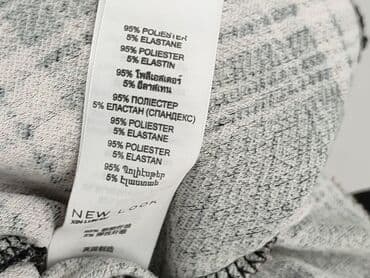 95% POLIESTER
5% ELASTANE
95% POLIESTER
5% ELASTIN
95% โพลีเอสเตอร์
5% อีลาสเทน
95% ПОЛІЕСТЕР
5% ЕЛАСТАН (СПАНДЕКС)
95% POLIESTER
5% ELASTANE
95% POLIESTER
5% ELASTAN
95% Պոլիէսթեր
5% Էլաստան
NEW LOOK